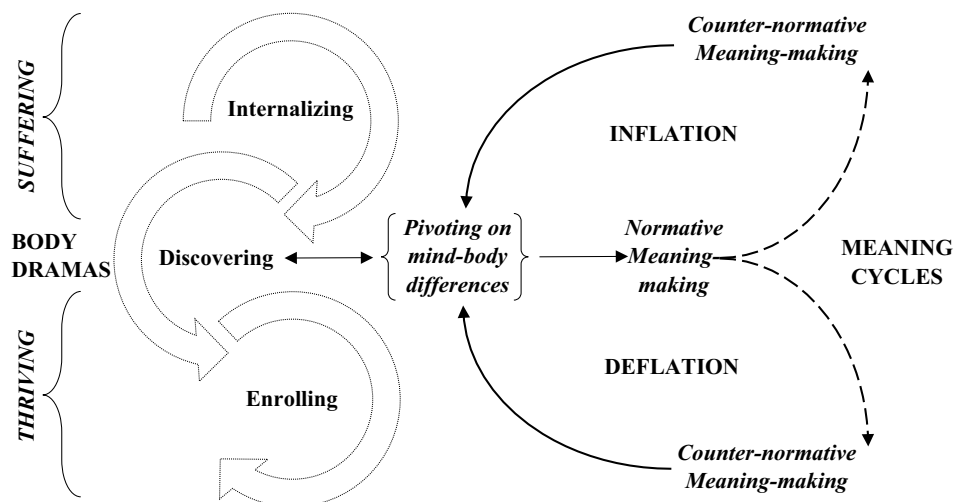 Counter-normative
Meaning-making
SUFFERING
Internalizing
INFLATION
BODY
DRAMAS
Discovering
Pivoting on
mind-body
differences
Normative
Meaning-
making
MEANING
CYCLES
THRIVING
DEFLATION
Enrolling
Counter-normative
Meaning-making